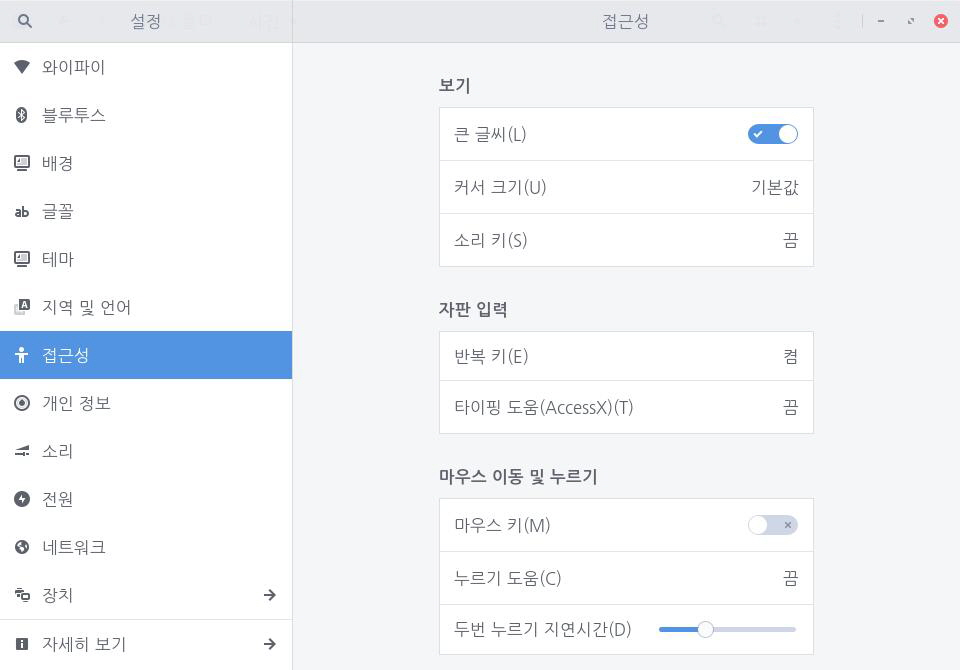 설정
접근성
와이파이
블루투스
배경
글꼴
테마
지역 및 언어
접근성
개인 정보
소리
전원
네트워크
장치
자세히 보기
보기
큰 글씨(L)
커서 크기(U) 기본값
소리 키(S) 끔
자판 입력
반복 키(E) 켬
타이핑 도움(AccessX)(T) 끔
마우스 이동 및 누르기
마우스 키(M)
누르기 도움(C) 끔
두번 누르기 지연시간(D)